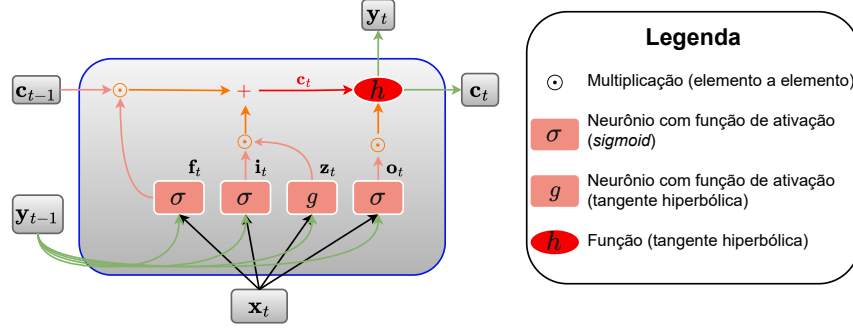 y_t
c_{t-1}
⊙
+
c_t
h
c_t
⊙
⊙
f_t
i_t
z_t
o_t
σ
σ
g
σ
y_{t-1}
x_t
Legenda
⊙ Multiplicação (elemento a elemento)
σ Neurônio com função de ativação
(sigmoid)
g Neurônio com função de ativação
(tangente hiperbólica)
h Função (tangente hiperbólica)